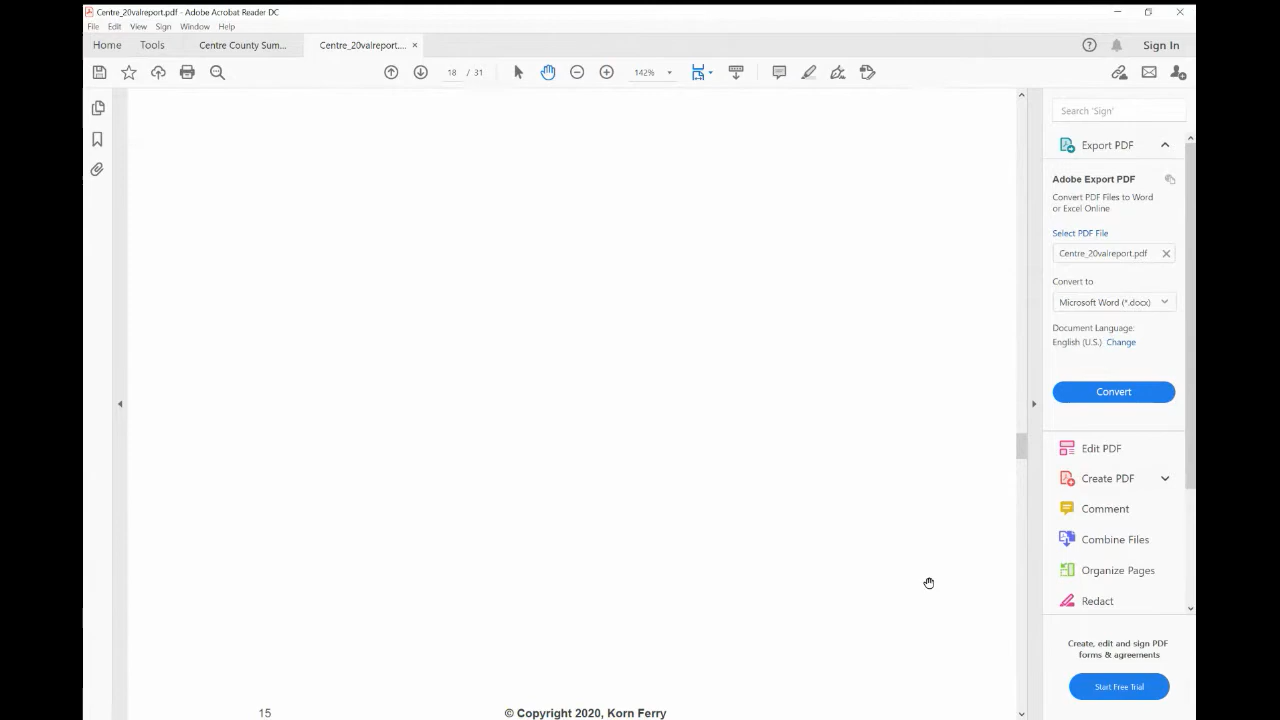 Centre_20valreport.pdf - Adobe Acrobat Reader DC
File Edit View Sign Window Help
Home Tools Centre County Sum... Centre_20valreport.... ×
Sign In
18 / 31
142%
Search 'Sign'
Export PDF
Adobe Export PDF
Convert PDF Files to Word
or Excel Online
Select PDF File
Centre_20valreport.pdf
Convert to
Microsoft Word (*.docx)
Document Language:
English (U.S.) Change
Convert
Edit PDF
Create PDF
Comment
Combine Files
Organize Pages
Redact
Create, edit and sign PDF
forms & agreements
Start Free Trial
15 © Copyright 2020, Korn Ferry